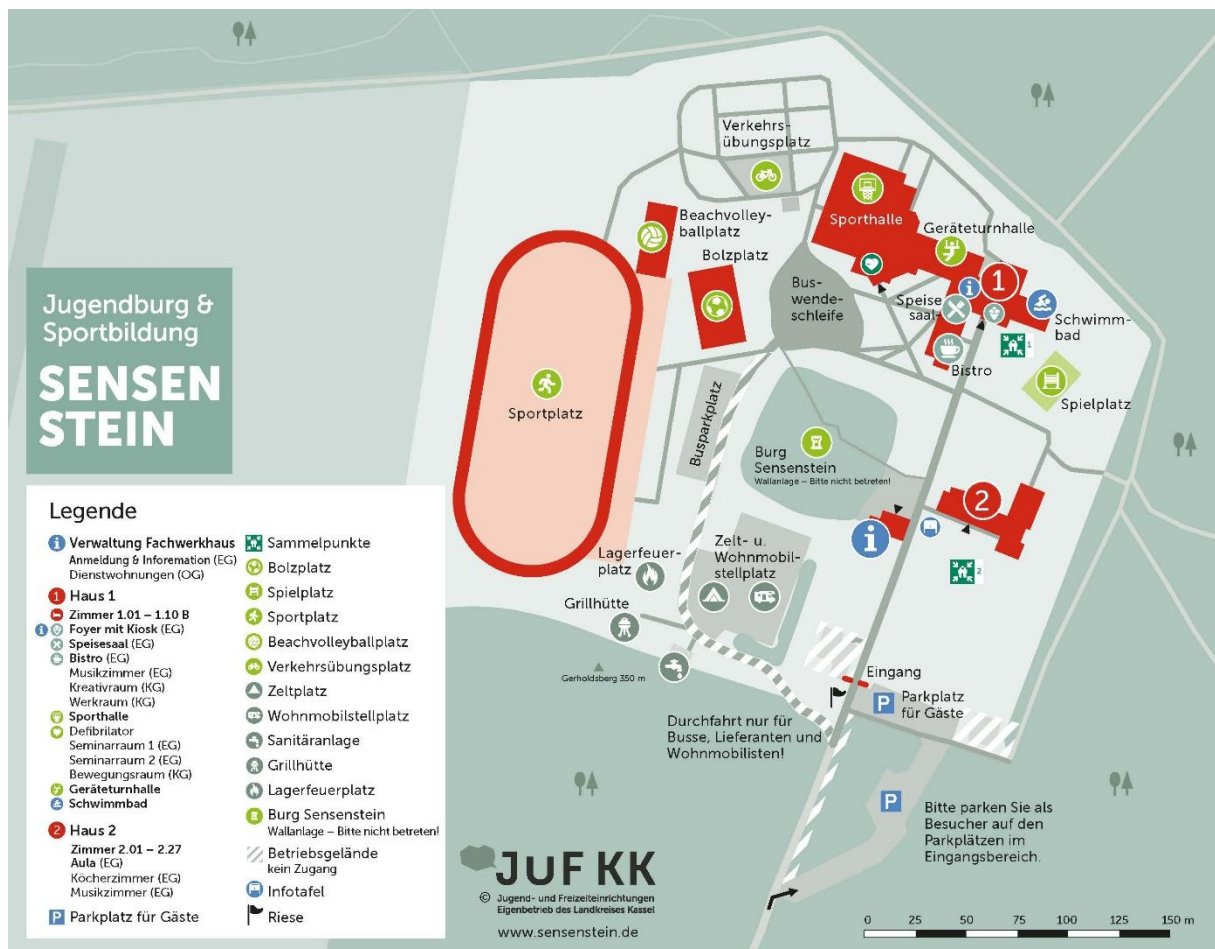 Jugendburg &
Sportbildung
SENSEN
STEIN
Verkehrs-
übungsplatz
Beachvolley-
ballplatz
Bolzplatz
Sporthalle
Geräteturnhalle
Bus-
wende-
schleife
1
Speise
saal
Schwimm-
bad
1
Bistro
Spielplatz
Sportplatz
Busparkplatz
Burg
Sensenstein
Wallanlage – Bitte nicht betreten!
2
2
Lagerfeuer-
platz
Zelt- u.
Wohnmobil-
stellplatz
Grillhütte
Gerholdsberg 350 m
Eingang
P
Parkplatz
für Gäste
Durchfahrt nur für
Busse, Lieferanten und
Wohnmobilisten!
P
Bitte parken Sie als
Besucher auf den
Parkplätzen im
Eingangsbereich.
Legende
Verwaltung Fachwerkhaus
Anmeldung & Information (EG)
Dienstwohnungen (OG)
1 Haus 1
Zimmer 1.01 – 1.10 B
Foyer mit Kiosk (EG)
Speisesaal (EG)
Bistro (EG)
Musikzimmer (EG)
Kreativraum (KG)
Werkraum (KG)
Sporthalle
Defibrilator
Seminarraum 1 (EG)
Seminarraum 2 (EG)
Bewegungsraum (KG)
Geräteturnhalle
Schwimmbad
2 Haus 2
Zimmer 2.01 – 2.27
Aula (EG)
Köcherzimmer (EG)
Musikzimmer (EG)
P Parkplatz für Gäste
Sammelpunkte
Bolzplatz
Spielplatz
Sportplatz
Beachvolleyballplatz
Verkehrsübungsplatz
Zeltplatz
Wohnmobilstellplatz
Sanitäranlage
Grillhütte
Lagerfeuerplatz
Burg Sensenstein
Wallanlage – Bitte nicht betreten!
Betriebsgelände
kein Zugang
Infotafel
Riese
JUFKK
© Jugend- und Freizeiteinrichtungen
Eigenbetrieb des Landkreises Kassel
www.sensenstein.de
0 25 50 75 100 125 150 m